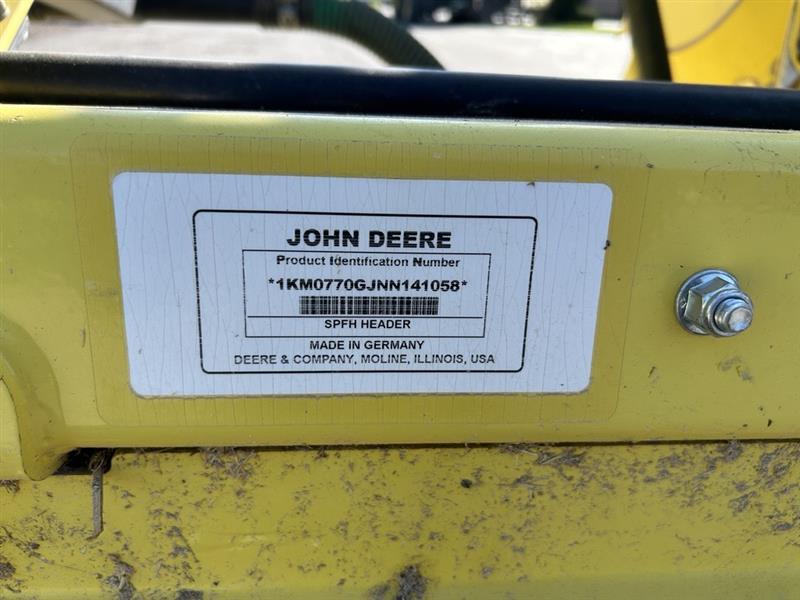 JOHN DEERE
Product Identification Number
*1KM0770GJNN141058*
SPFH HEADER
MADE IN GERMANY
DEERE & COMPANY, MOLINE, ILLINOIS, USA